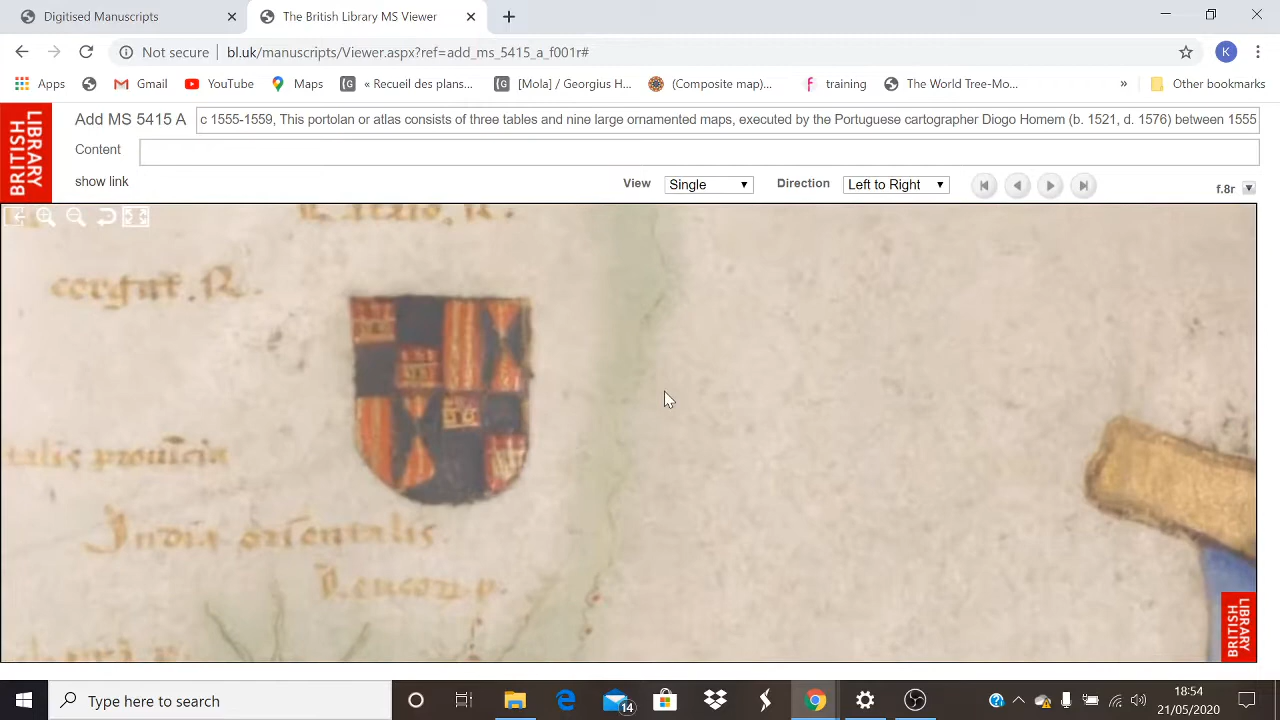 Digitised Manuscripts
The British Library MS Viewer
Not secure
bl.uk/manuscripts/Viewer.aspx?ref=add_ms_5415_a_f001r#
K
Apps
Gmail
YouTube
Maps
« Recueil des plans...
[Mola] / Georgius H...
(Composite map)...
training
The World Tree-Mo...
»
Other bookmarks
LIBRARY
BRITISH
Add MS 5415 A
c 1555-1559, This portolan or atlas consists of three tables and nine large ornamented maps, executed by the Portuguese cartographer Diogo Homem (b. 1521, d. 1576) between 1555
Content
show link
View
Single
Direction
Left to Right
f.8r
India orientalis
LIBRARY
BRITISH
Type here to search
14
18:54
21/05/2020